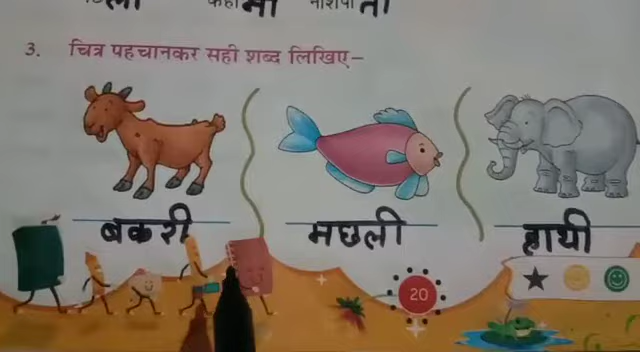 3. चित्र पहचानकर सही शब्द लिखिए–
बकरी मछली हाथी
20